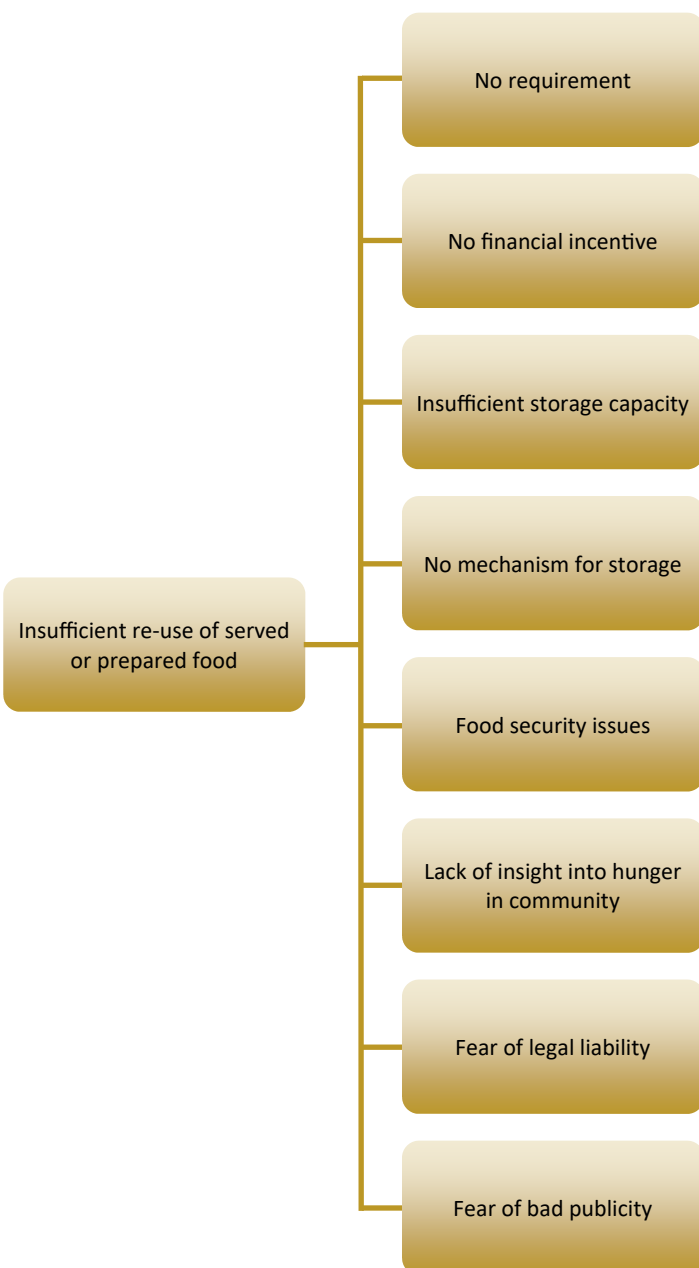 No requirement
No financial incentive
Insufficient storage capacity
No mechanism for storage
Insufficient re-use of served
or prepared food
Food security issues
Lack of insight into hunger
in community
Fear of legal liability
Fear of bad publicity